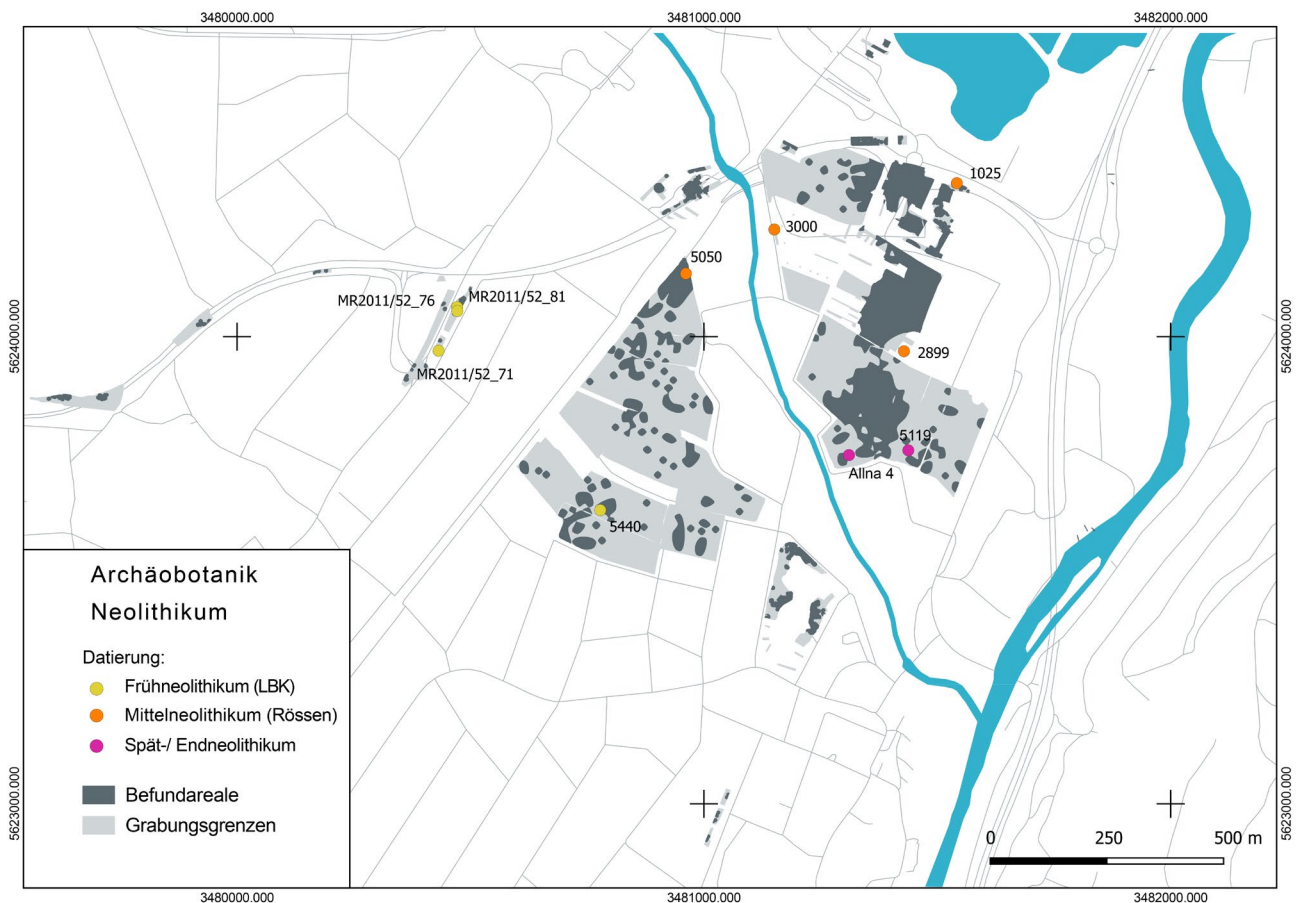 3480000.000
3481000.000
3482000.000
1025
3000
5050
MR2011/52_76
MR2011/52_81
5624000.000
5624000.000
2899
MR2011/52_71
5119
Allna 4
5440
Archäobotanik
Neolithikum
Datierung:
Frühneolithikum (LBK)
Mittelneolithikum (Rössen)
Spät-/ Endneolithikum
Befundareale
Grabungsgrenzen
5623000.000
5623000.000
0 250 500 m
3480000.000
3481000.000
3482000.000